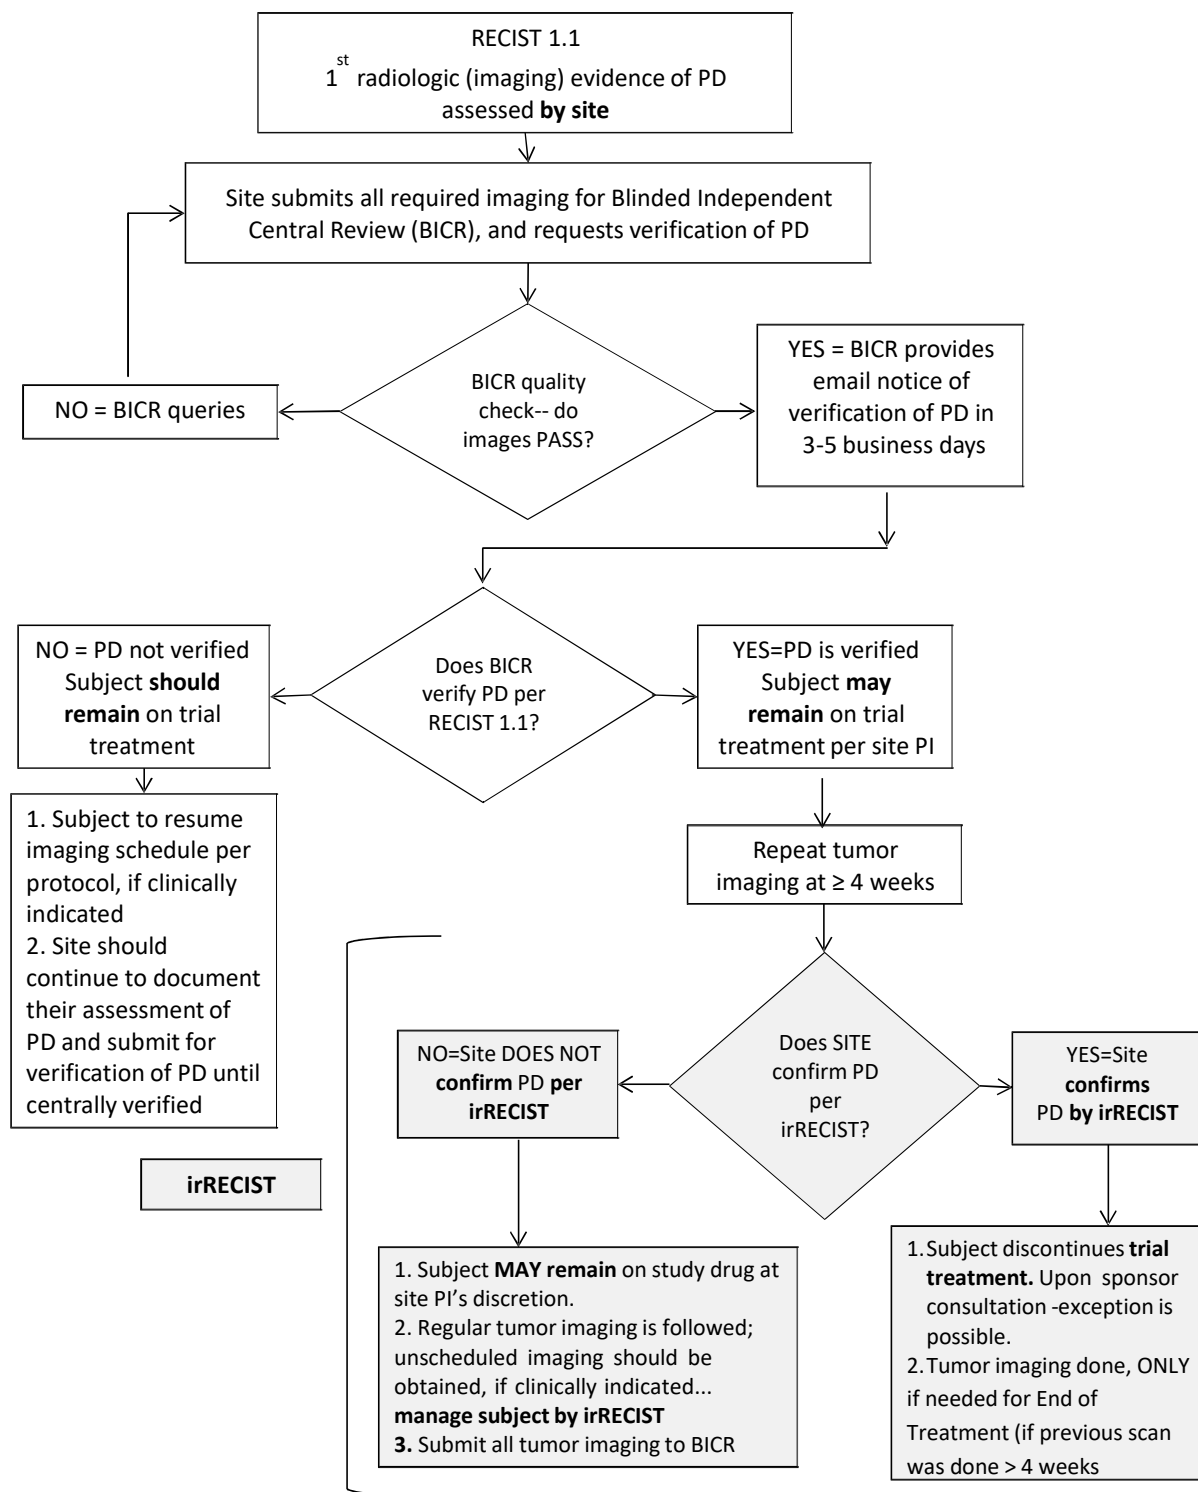 RECIST 1.1
1st radiologic (imaging) evidence of PD
assessed by site
Site submits all required imaging for Blinded Independent
Central Review (BICR), and requests verification of PD
BICR quality
check-- do
images PASS?
NO = BICR queries
YES = BICR provides
email notice of
verification of PD in
3-5 business days
Does BICR
verify PD per
RECIST 1.1?
NO = PD not verified
Subject should
remain on trial
treatment
YES=PD is verified
Subject may
remain on trial
treatment per site PI
1. Subject to resume
imaging schedule per
protocol, if clinically
indicated
2. Site should
continue to document
their assessment of
PD and submit for
verification of PD until
centrally verified
Repeat tumor
imaging at ≥ 4 weeks
Does SITE
confirm PD
per
irRECIST?
NO=Site DOES NOT
confirm PD per
irRECIST
YES=Site
confirms
PD by irRECIST
irRECIST
1. Subject MAY remain on study drug at
site PI’s discretion.
2. Regular tumor imaging is followed;
unscheduled imaging should be
obtained, if clinically indicated...
manage subject by irRECIST
3. Submit all tumor imaging to BICR
1. Subject discontinues trial
treatment. Upon sponsor
consultation -exception is
possible.
2. Tumor imaging done, ONLY
if needed for End of
Treatment (if previous scan
was done > 4 weeks